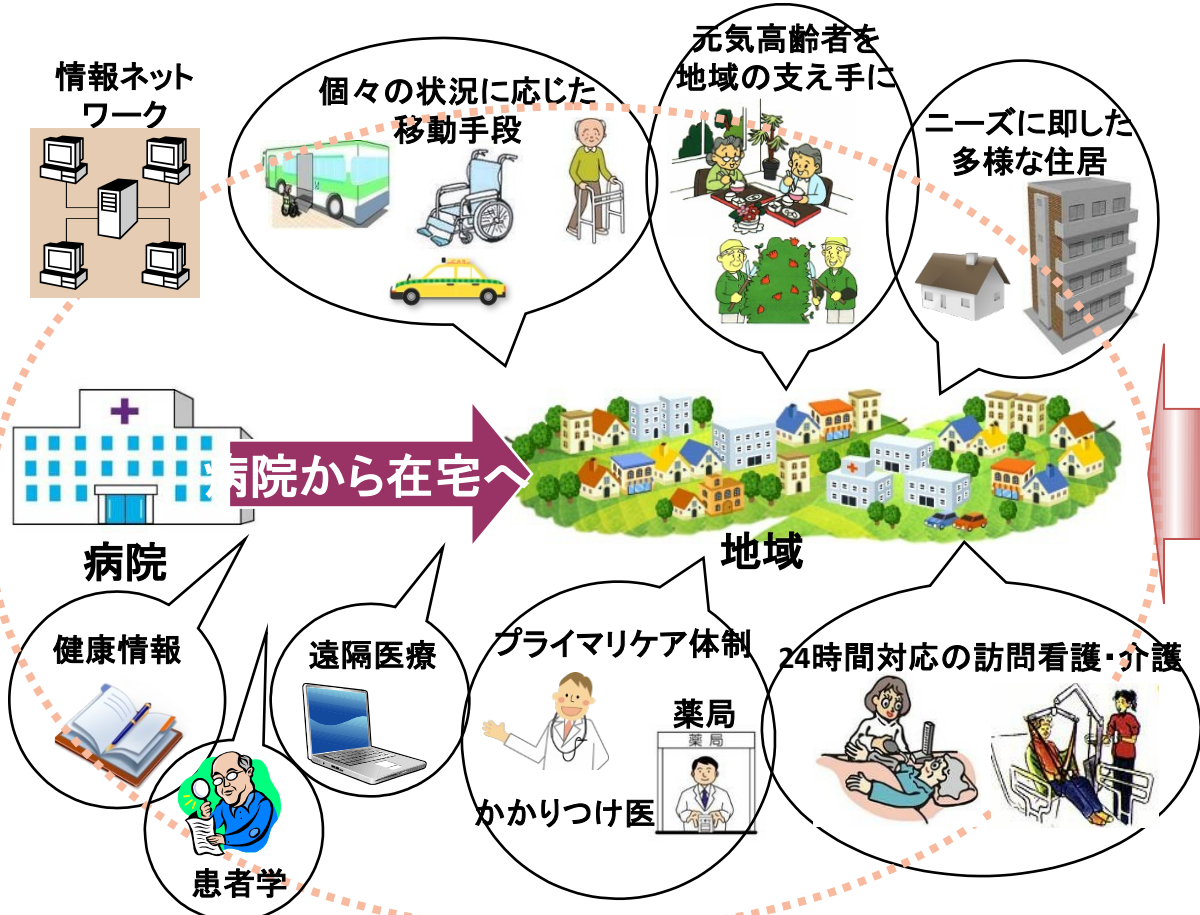 情報ネット
ワーク
個々の状況に応じた
移動手段
元気高齢者を
地域の支え手に
ニーズに即した
多様な住居
病院から在宅へ
病院
地域
健康情報
遠隔医療
患者学
プライマリケア体制
薬局
薬局
かかりつけ医
24時間対応の訪問看護・介護